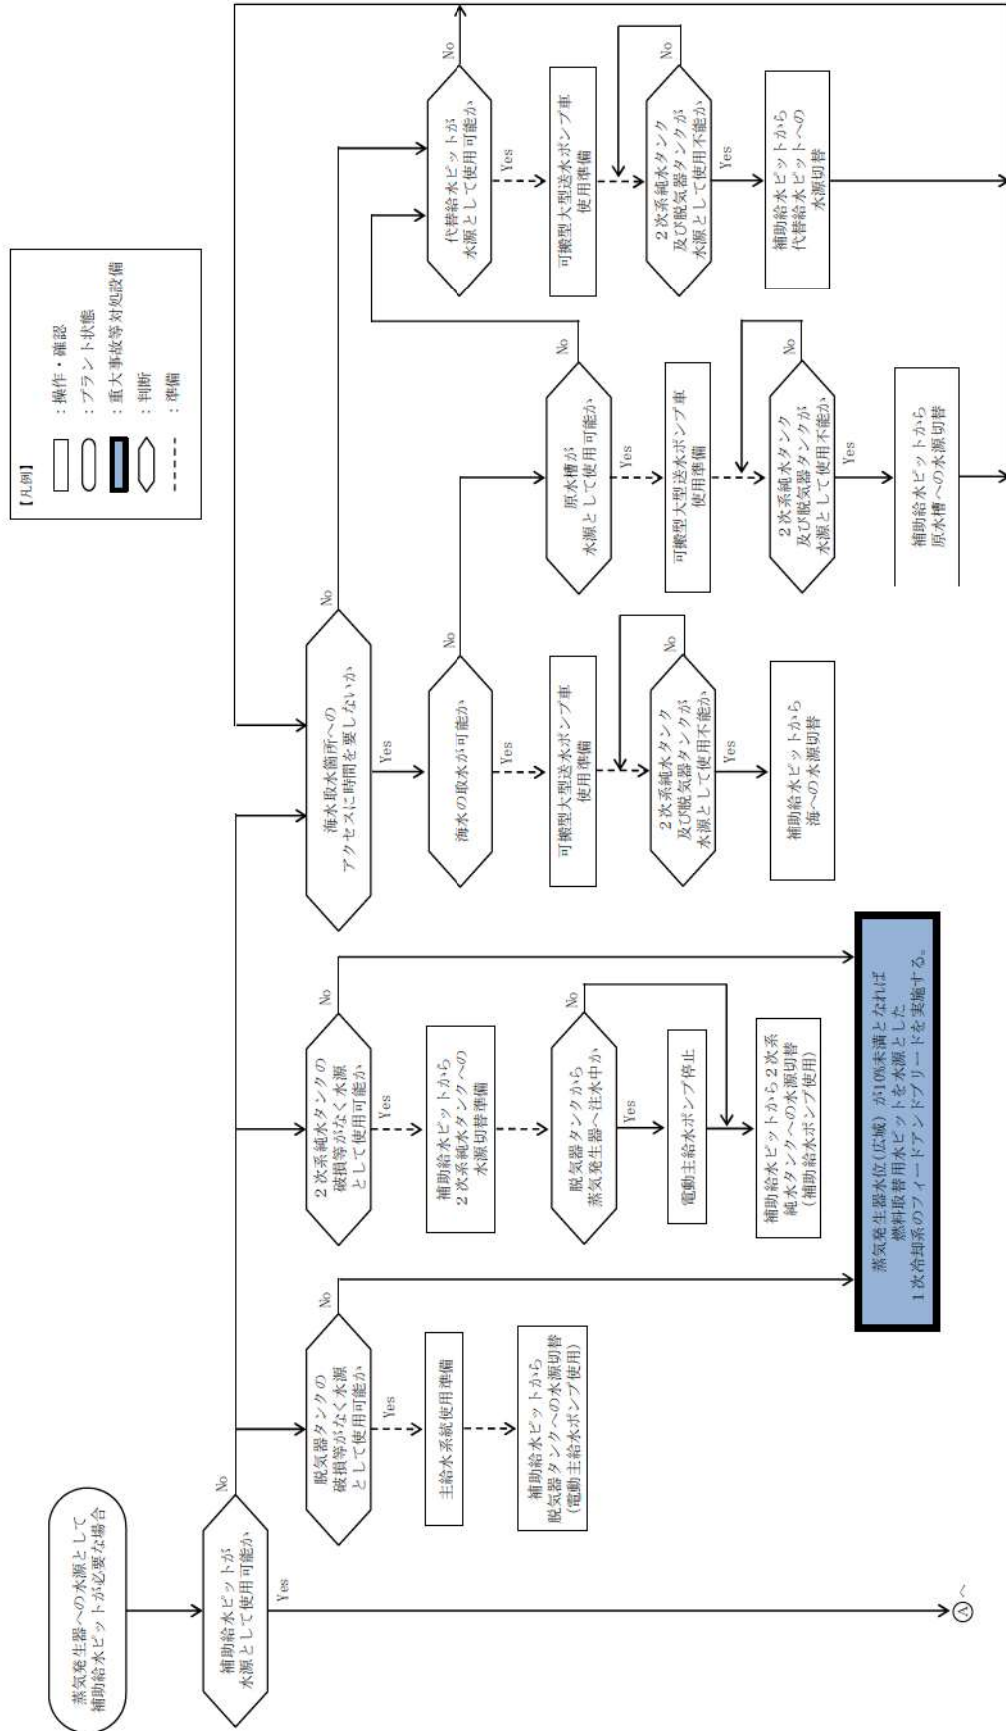 【凡例】
：操作・確認
：プラント状態
：重大事故等対処設備
：判断
：準備
蒸気発生器への水源として
補助給水ピットが必要な場合
補助給水ピットが
水源として使用可能か
No
Yes
Ⓐへ
脱気器タンクの
破損等がなく水源
として使用可能か
No
Yes
主給水系統使用準備
補助給水ピットから
脱気器タンクへの水源切替
(電動主給水ポンプ使用)
2次系純水タンクの
破損等がなく水源
として使用可能か
No
Yes
補助給水ピットから
2次系純水タンクへの
水源切替準備
脱気器タンクから
蒸気発生器へ注水中か
No
Yes
電動主給水ポンプ停止
補助給水ピットから2次系
純水タンクへの水源切替
(補助給水ポンプ使用)
蒸気発生器水位(広域) が10%未満となれば
燃料取替用水ピットを水源とした
1次冷却系のフィードアンドブリードを実施する。
海水取水箇所への
アクセスに時間を要しないか
No
Yes
海水の取水が可能か
No
Yes
可搬型大型送水ポンプ車
使用準備
2次系純水タンク
及び脱気器タンクが
水源として使用不能か
No
Yes
補助給水ピットから
海への水源切替
原水槽が
水源として使用可能か
No
Yes
可搬型大型送水ポンプ車
使用準備
2次系純水タンク
及び脱気器タンクが
水源として使用不能か
No
Yes
補助給水ピットから
原水槽への水源切替
代替給水ピットが
水源として使用可能か
No
Yes
可搬型大型送水ポンプ車
使用準備
2次系純水タンク
及び脱気器タンクが
水源として使用不能か
No
Yes
補助給水ピットから
代替給水ピットへの
水源切替